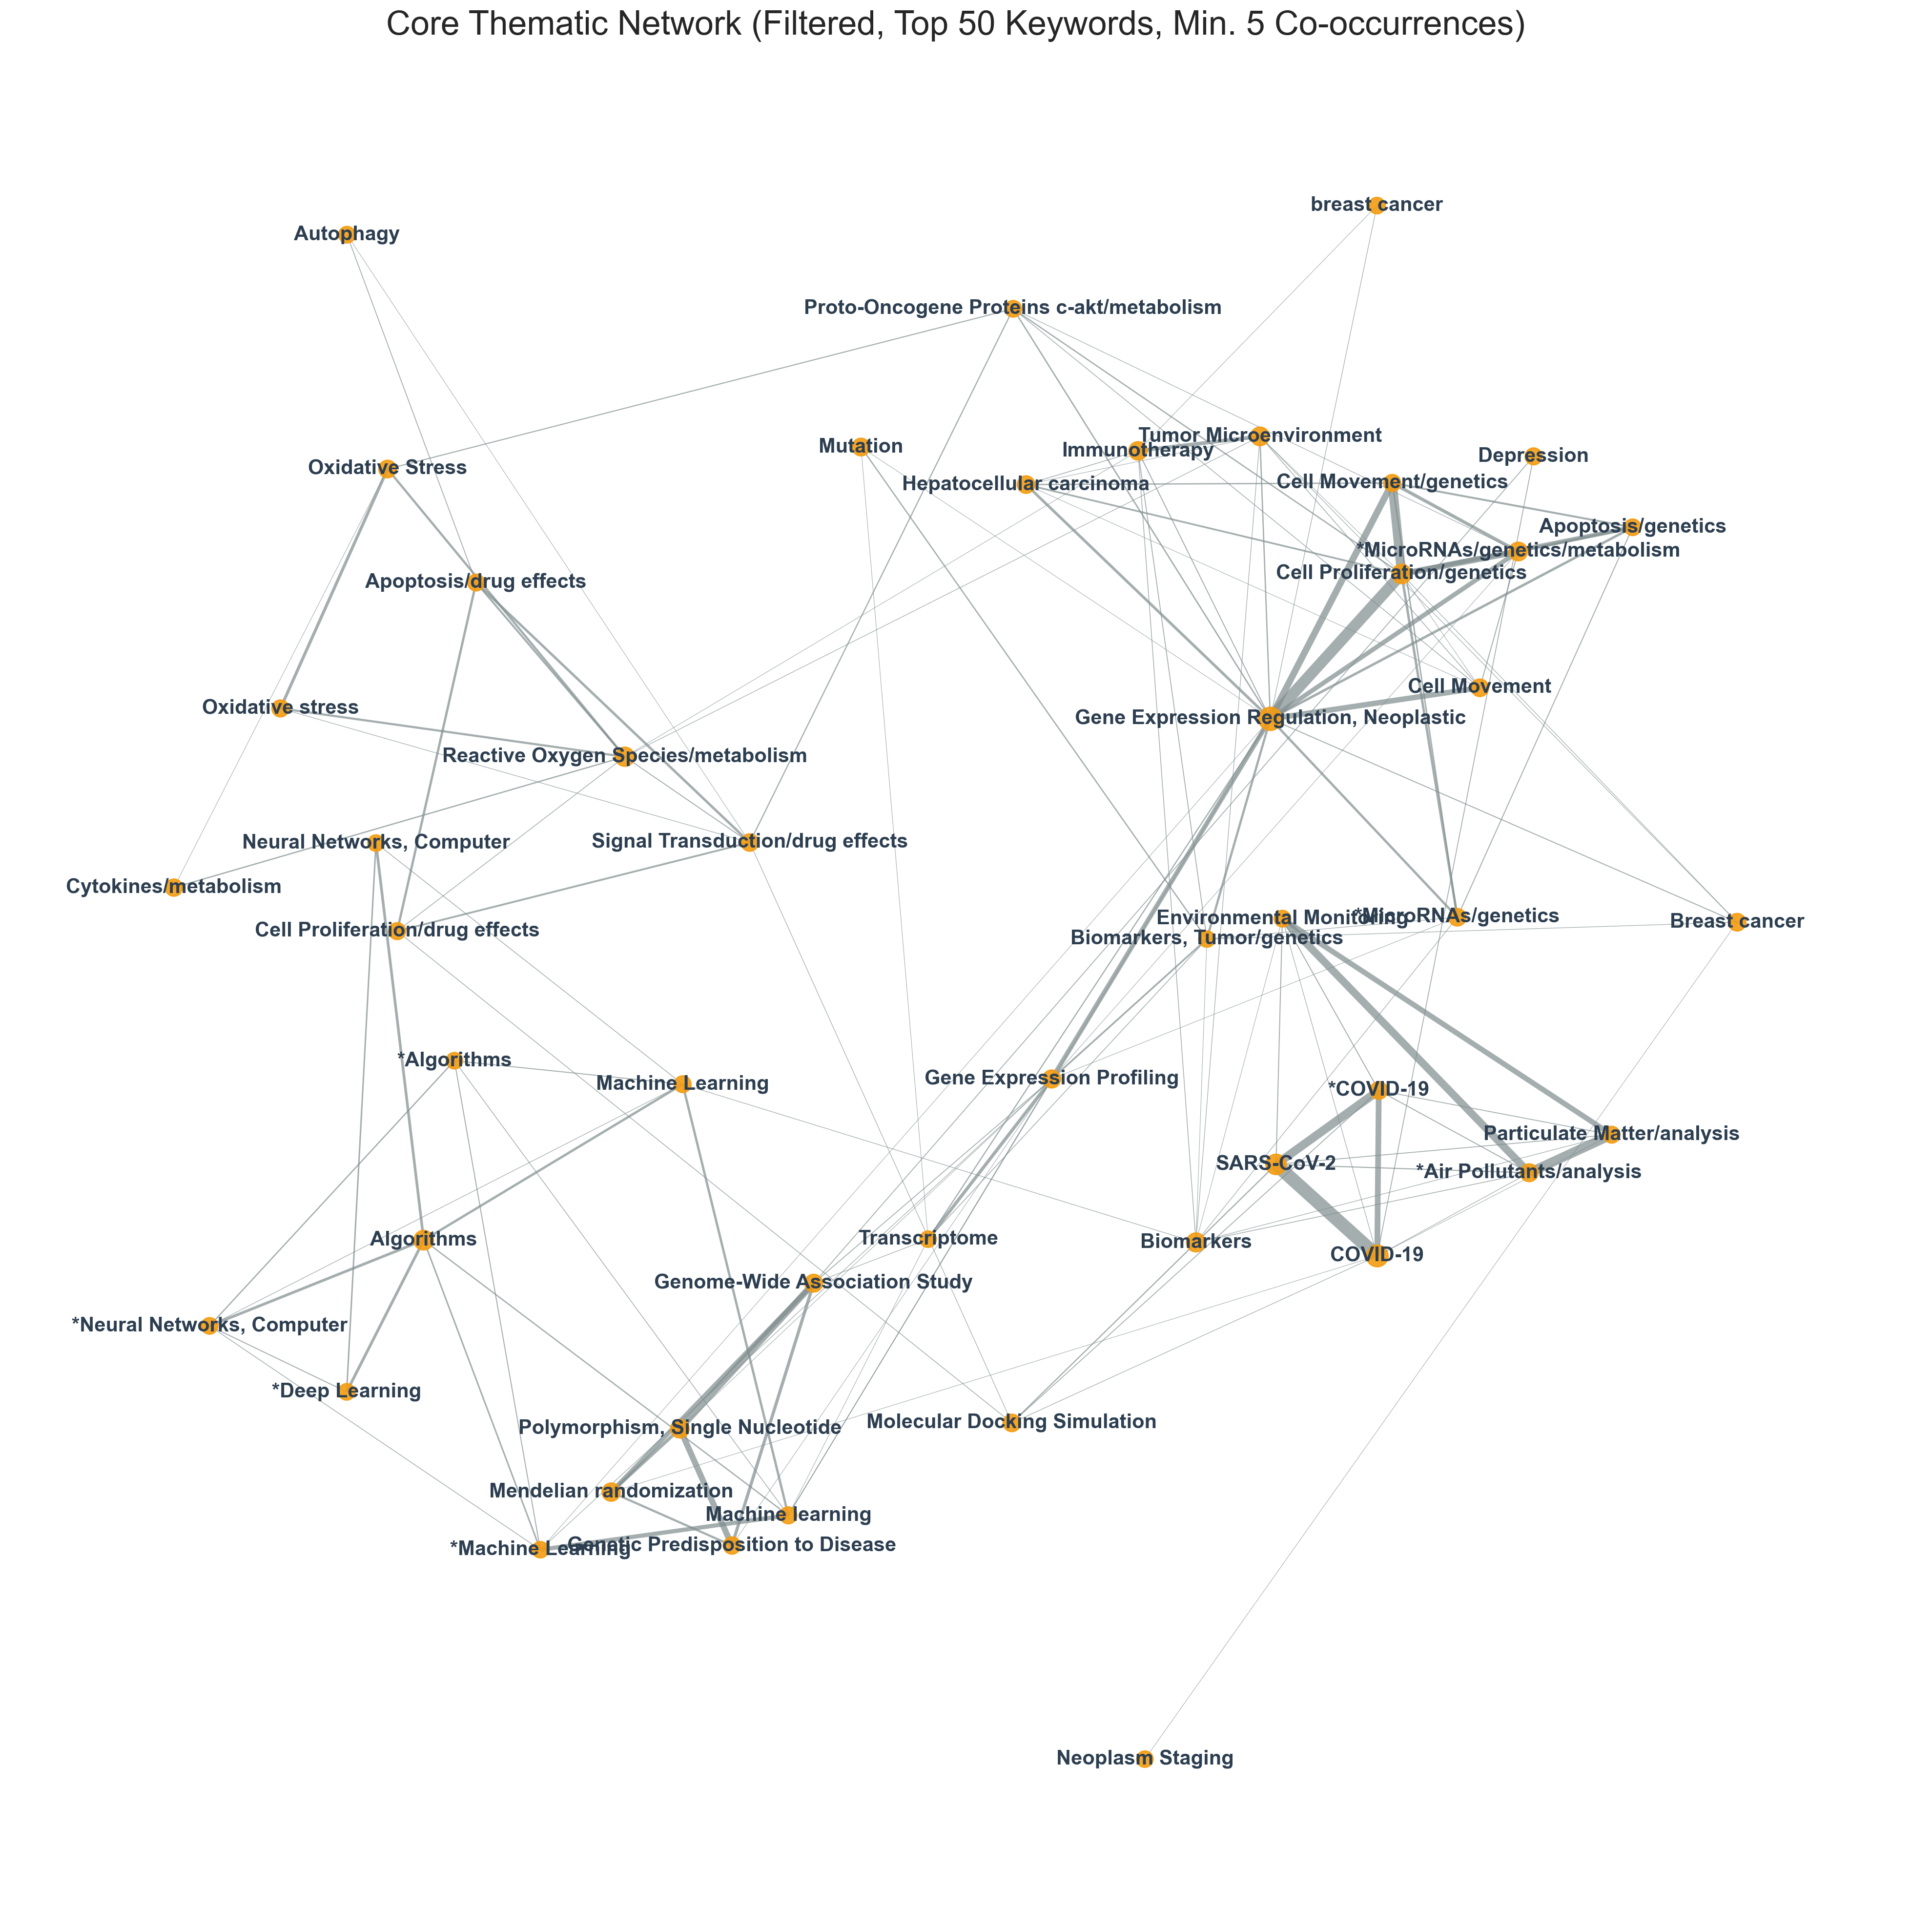 Core Thematic Network (Filtered, Top 50 Keywords, Min. 5 Co-occurrences)
breast cancer
Autophagy
Proto-Oncogene Proteins c-akt/metabolism
Tumor Microenvironment
Mutation
Immunotherapy
Depression
Oxidative Stress
Hepatocellular carcinoma
Cell Movement/genetics
Apoptosis/genetics
*MicroRNAs/genetics/metabolism
Cell Proliferation/genetics
Apoptosis/drug effects
Cell Movement
Oxidative stress
Gene Expression Regulation, Neoplastic
Reactive Oxygen Species/metabolism
Neural Networks, Computer
Signal Transduction/drug effects
Cytokines/metabolism
Environmental Monitoring
*MicroRNAs/genetics
Breast cancer
Cell Proliferation/drug effects
Biomarkers, Tumor/genetics
*Algorithms
Machine Learning
Gene Expression Profiling
*COVID-19
Particulate Matter/analysis
SARS-CoV-2
*Air Pollutants/analysis
Algorithms
Transcriptome
Biomarkers
COVID-19
Genome-Wide Association Study
*Neural Networks, Computer
*Deep Learning
Polymorphism, Single Nucleotide
Molecular Docking Simulation
Mendelian randomization
Machine learning
*Machine Learning
Genetic Predisposition to Disease
Neoplasm Staging